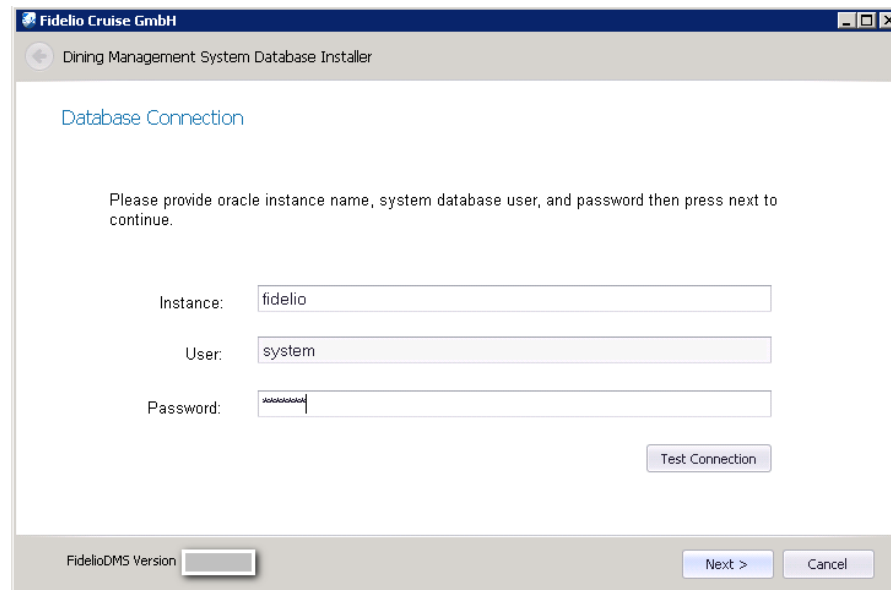 Fidelio Cruise GmbH
Dining Management System Database Installer
Database Connection
Please provide oracle instance name, system database user, and password then press next to
continue.
Instance: fidelio
User: system
Password: ********
Test Connection
FidelioDMS Version
Next > Cancel